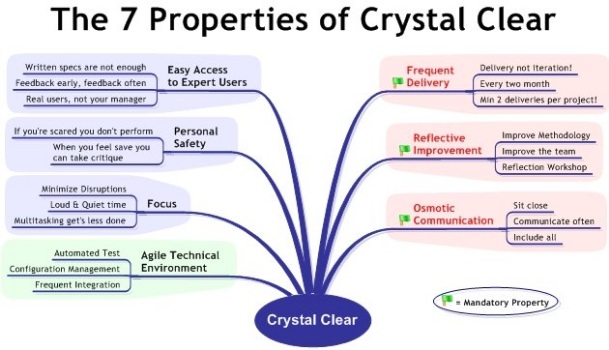 The 7 Properties of Crystal Clear
Written specs are not enough
Feedback early, feedback often
Real users, not your manager
Easy Access
to Expert Users
If you're scared you don't perform
When you feel save you
can take critique
Personal
Safety
Minimize Disruptions
Loud & Quiet time
Multitasking get's less done
Focus
Automated Test
Configuration Management
Frequent Integration
Agile Technical
Environment
Frequent
Delivery
Delivery not iteration!
Every two month
Min 2 deliveries per project!
Reflective
Improvement
Improve Methodology
Improve the team
Reflection Workshop
Osmotic
Communication
Sit close
Communicate often
Include all
Crystal Clear
= Mandatory Property